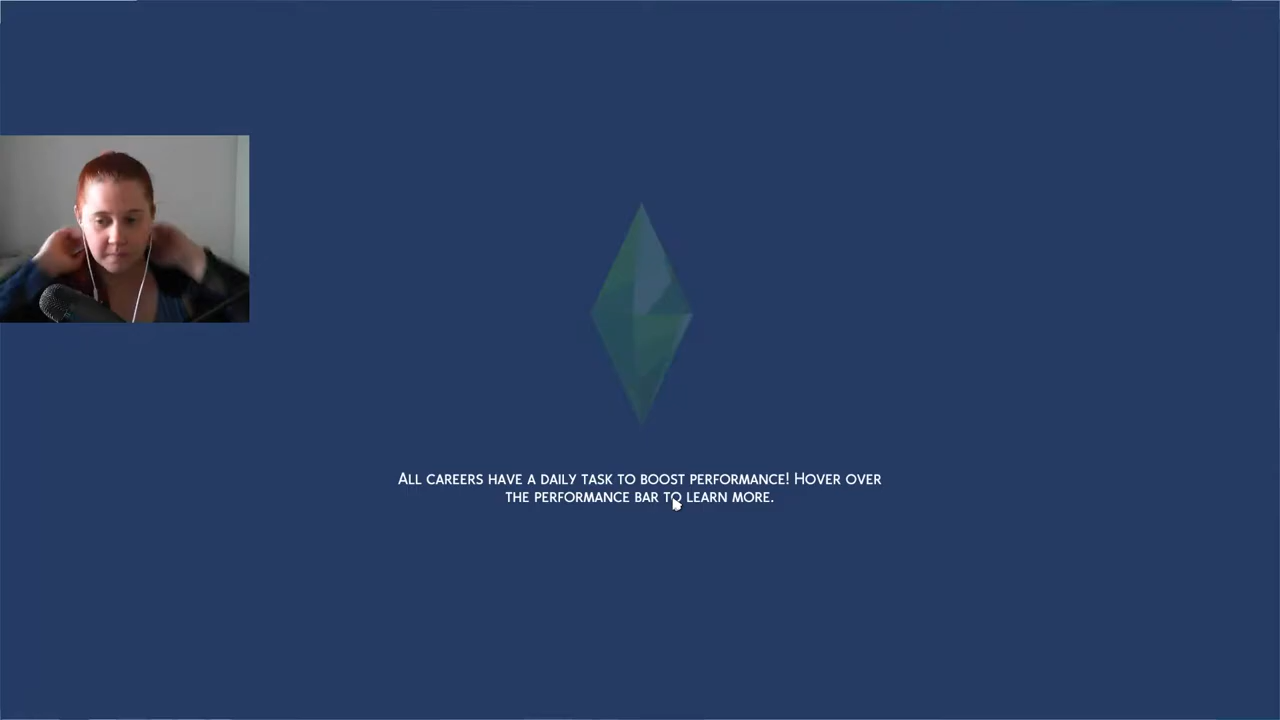 All careers have a daily task to boost performance! Hover over
the performance bar to learn more.